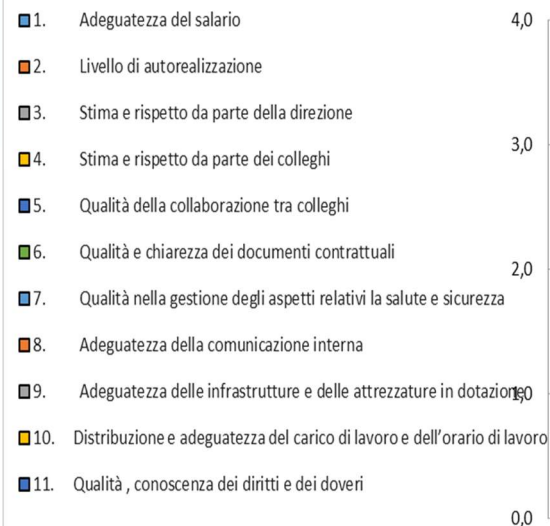 1. Adeguatezza del salario
2. Livello di autorealizzazione
3. Stima e rispetto da parte della direzione
4. Stima e rispetto da parte dei colleghi
5. Qualità della collaborazione tra colleghi
6. Qualità e chiarezza dei documenti contrattuali
7. Qualità nella gestione degli aspetti relativi la salute e sicurezza
8. Adeguatezza della comunicazione interna
9. Adeguatezza delle infrastrutture e delle attrezzature in dotazione
10. Distribuzione e adeguatezza del carico di lavoro e dell'orario di lavoro
11. Qualità , conoscenza dei diritti e dei doveri
4,0
3,0
2,0
1,0
0,0